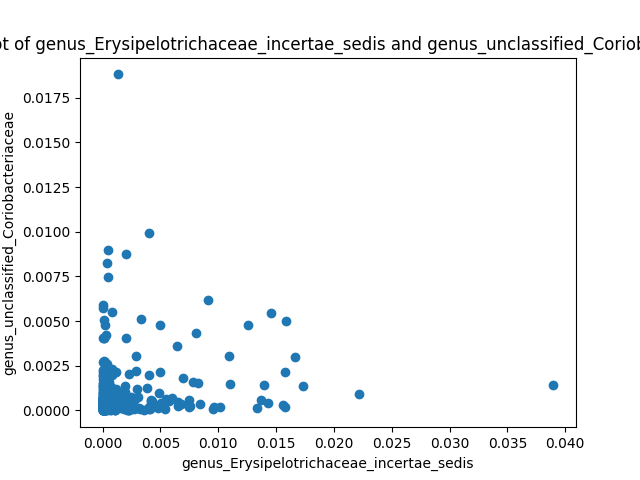 ot of genus_Erysipelotrichaceae_incertae_sedis and genus_unclassified_Coriob
0.0175
0.0150
0.0125
0.0100
0.0075
0.0050
0.0025
0.0000
genus_unclassified_Coriobacteriaceae
0.000 0.005 0.010 0.015 0.020 0.025 0.030 0.035 0.040
genus_Erysipelotrichaceae_incertae_sedis